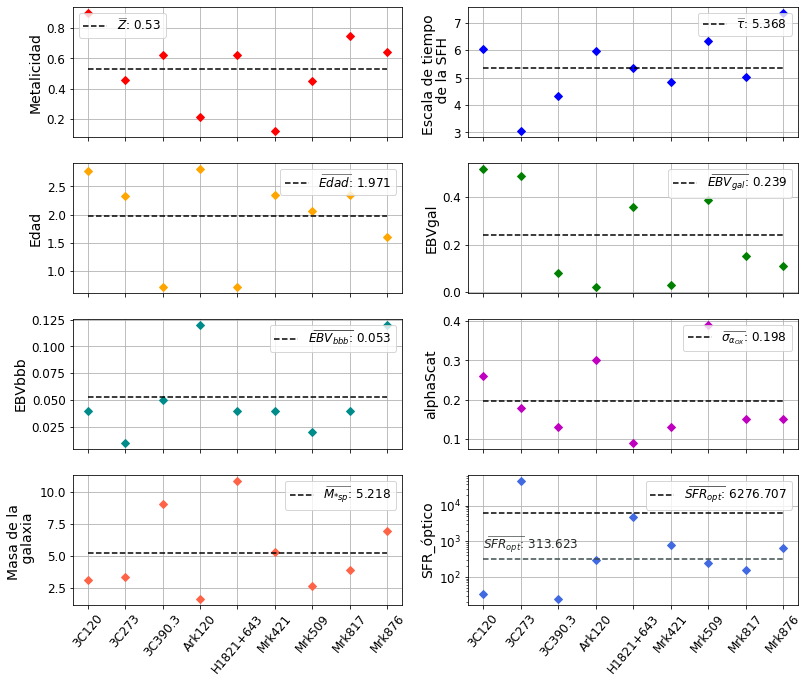 0.8
0.6
0.4
0.2
Metalicidad
Z̅: 0.53
7
6
5
4
3
Escala de tiempo
de la SFH
τ̅: 5.368
2.5
2.0
1.5
1.0
Edad
Edad: 1.971
0.4
0.2
0.0
EBVgal
EBV_gal: 0.239
0.125
0.100
0.075
0.050
0.025
EBVbbb
EBV_bbb: 0.053
0.4
0.3
0.2
0.1
alphaScat
σ_α_ox: 0.198
10.0
7.5
5.0
2.5
Masa de la
galaxia
M_*sp: 5.218
10⁴
10³
10²
SFR_óptico
SFR_opt: 6276.707
SFR_opt: 313.623
3C120
3C273
3C390.3
Ark120
H1821+643
Mrk421
Mrk509
Mrk817
Mrk876
3C120
3C273
3C390.3
Ark120
H1821+643
Mrk421
Mrk509
Mrk817
Mrk876